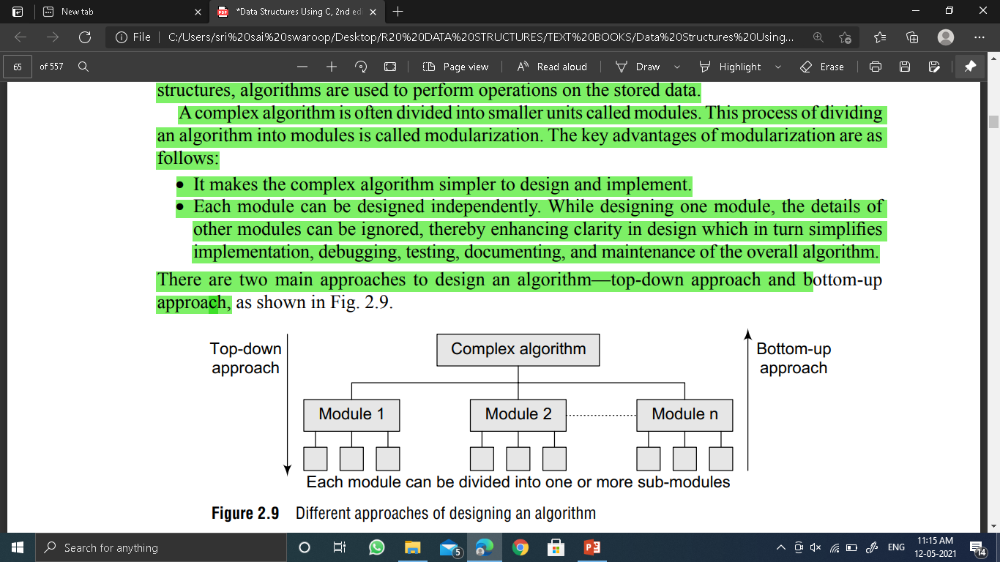 New tab
*Data Structures Using C, 2nd edi
File
C:/Users/sri%20sai%20swaroop/Desktop/R20%20DATA%20STRUCTURES/TEXT%20BOOKS/Data%20Structures%20Using...
65 of 557
Page view
Read aloud
Draw
Highlight
Erase
structures, algorithms are used to perform operations on the stored data.
A complex algorithm is often divided into smaller units called modules. This process of dividing
an algorithm into modules is called modularization. The key advantages of modularization are as
follows:
• It makes the complex algorithm simpler to design and implement.
• Each module can be designed independently. While designing one module, the details of
other modules can be ignored, thereby enhancing clarity in design which in turn simplifies
implementation, debugging, testing, documenting, and maintenance of the overall algorithm.
There are two main approaches to design an algorithm—top-down approach and bottom-up
approach, as shown in Fig. 2.9.
Top-down
approach
Complex algorithm
Bottom-up
approach
Module 1
Module 2
Module n
Each module can be divided into one or more sub-modules
Figure 2.9 Different approaches of designing an algorithm
Search for anything
5
ENG
11:15 AM
12-05-2021
14